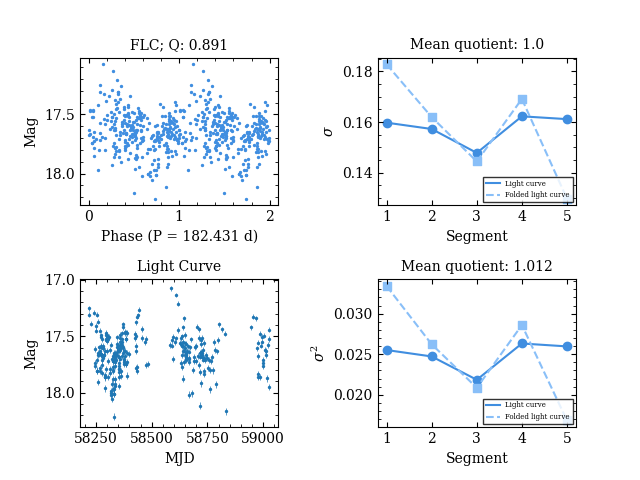 FLC; Q: 0.891
Mag
17.5
18.0
0
1
2
Phase (P = 182.431 d)
Mean quotient: 1.0
σ
0.18
0.16
0.14
1
2
3
4
5
Segment
Light curve
Folded light curve
Light Curve
Mag
17.0
17.5
18.0
58250
58500
58750
59000
MJD
Mean quotient: 1.012
σ²
0.030
0.025
0.020
1
2
3
4
5
Segment
Light curve
Folded light curve